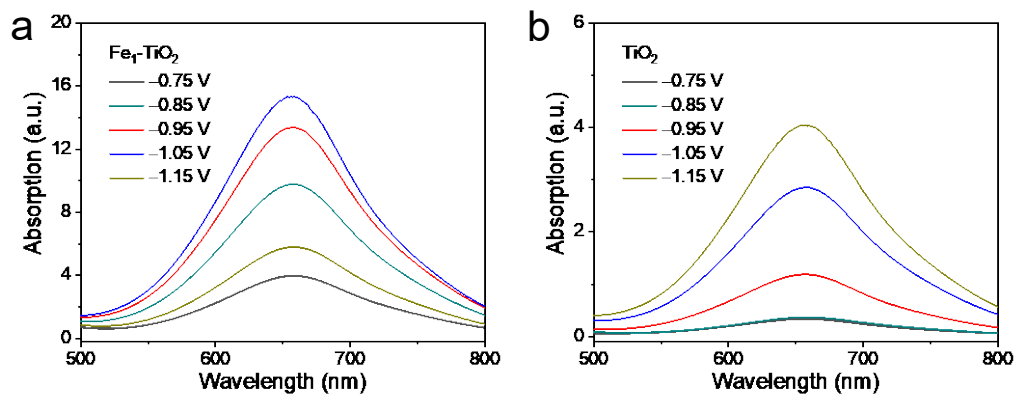 a
Fe₁-TiO₂
–0.75 V
–0.85 V
–0.95 V
–1.05 V
–1.15 V
20
16
12
8
4
0
500
600
700
800
Absorption (a.u.)
Wavelength (nm)
b
TiO₂
–0.75 V
–0.85 V
–0.95 V
–1.05 V
–1.15 V
6
4
2
0
500
600
700
800
Absorption (a.u.)
Wavelength (nm)